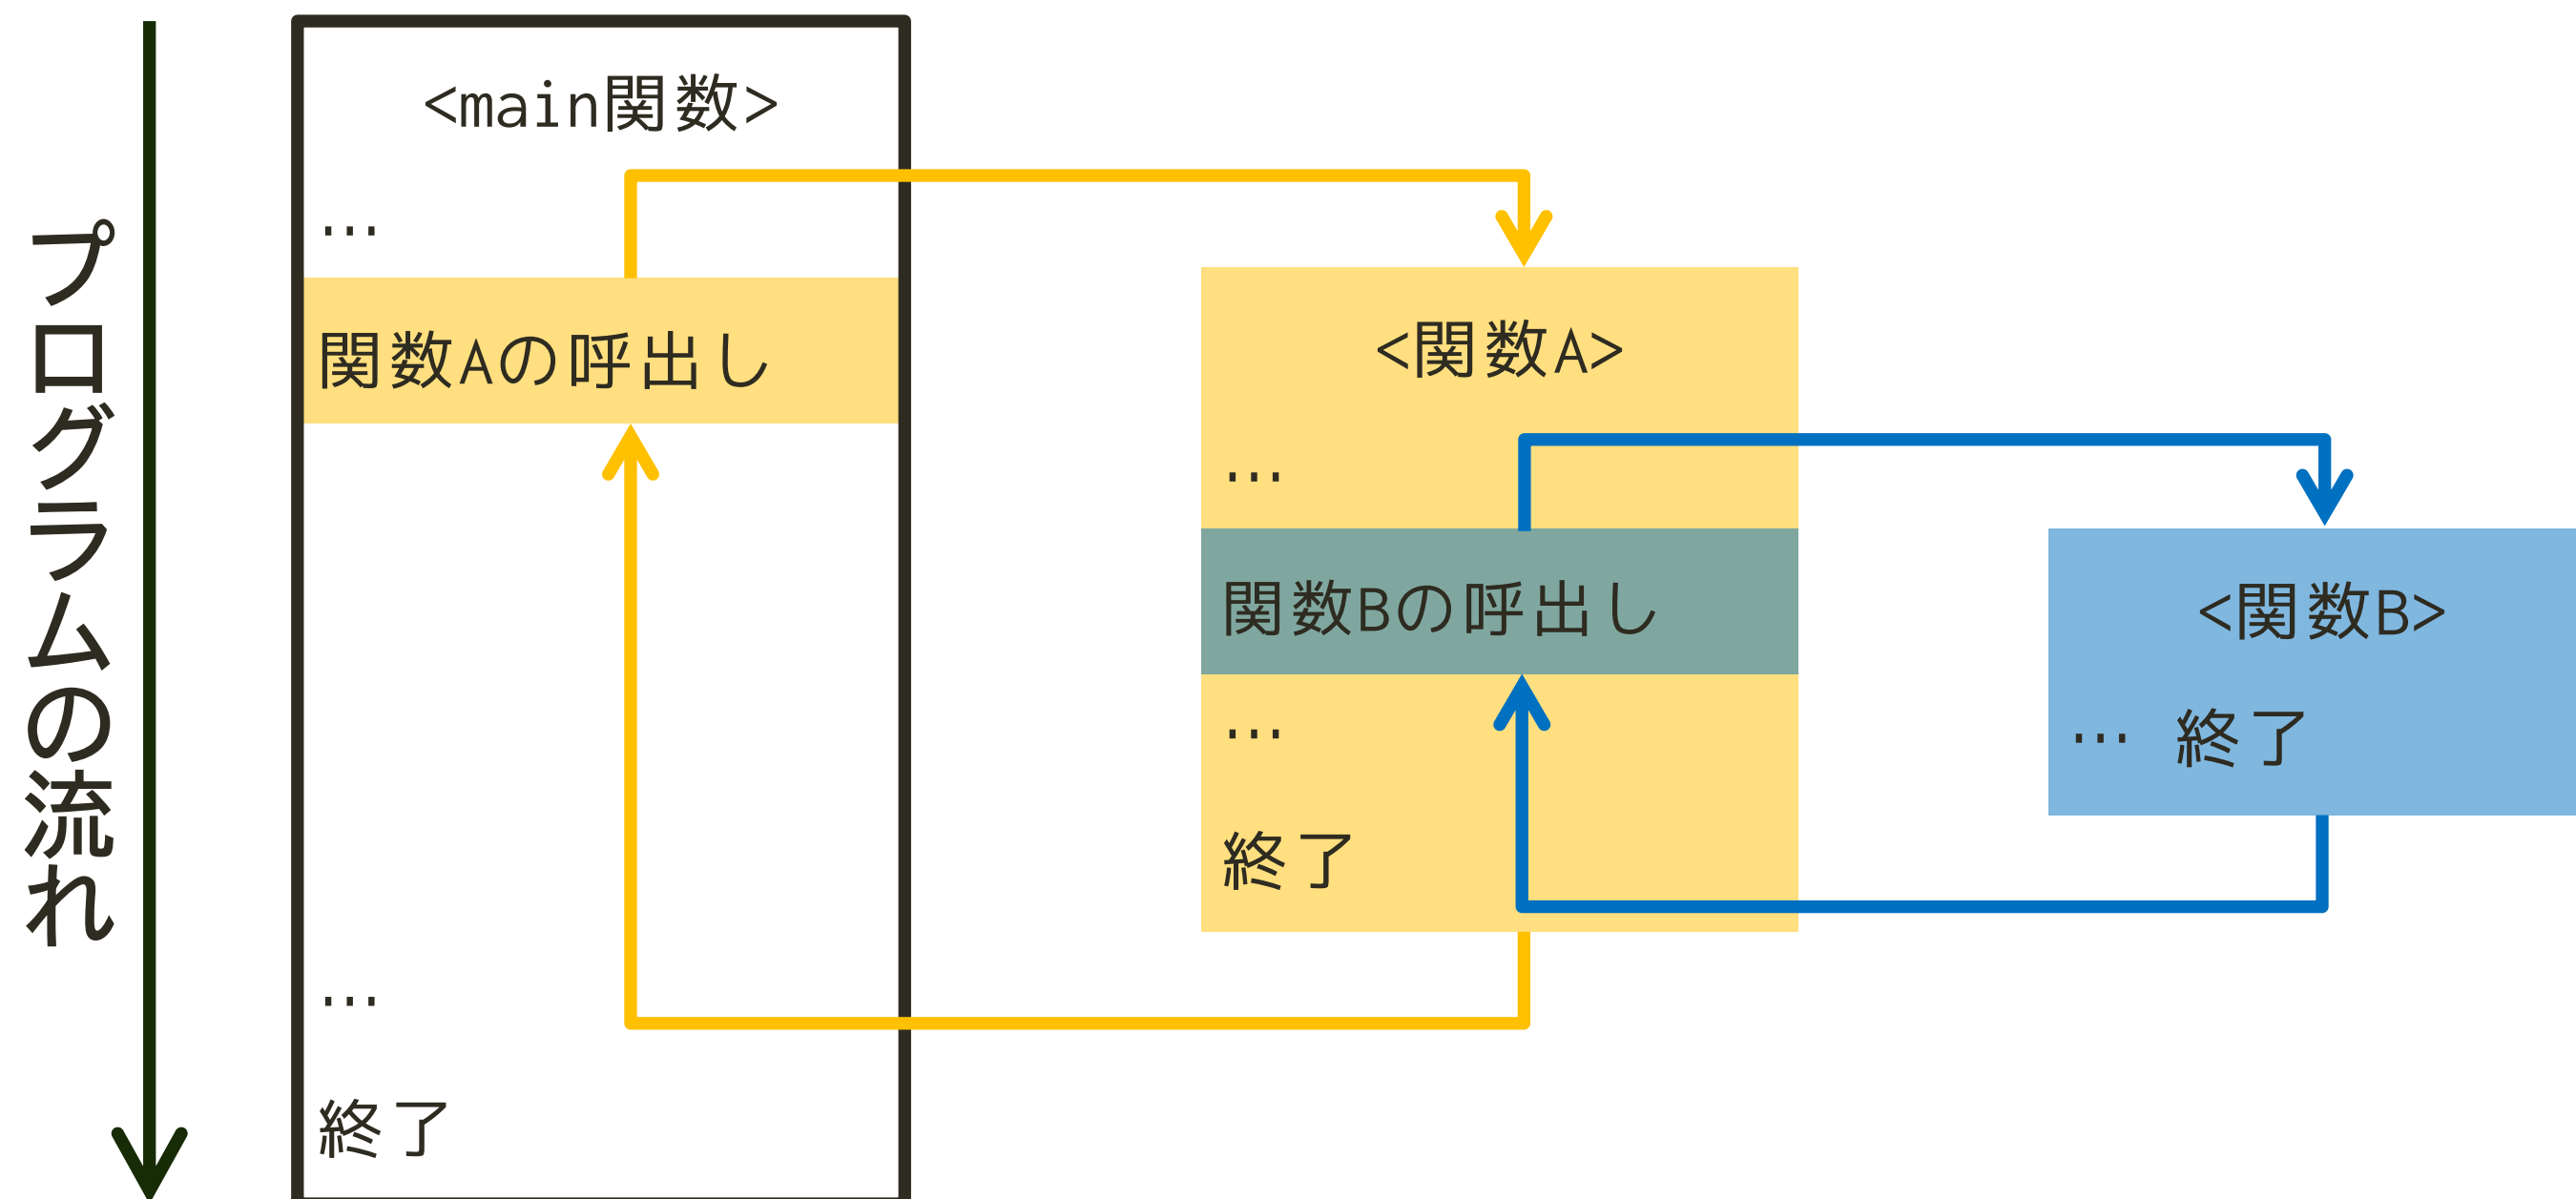 プログラムの流れ
<main関数>
…
関数Aの呼出し
…
終了
<関数A>
…
関数Bの呼出し
…
終了
<関数B>
… 終了